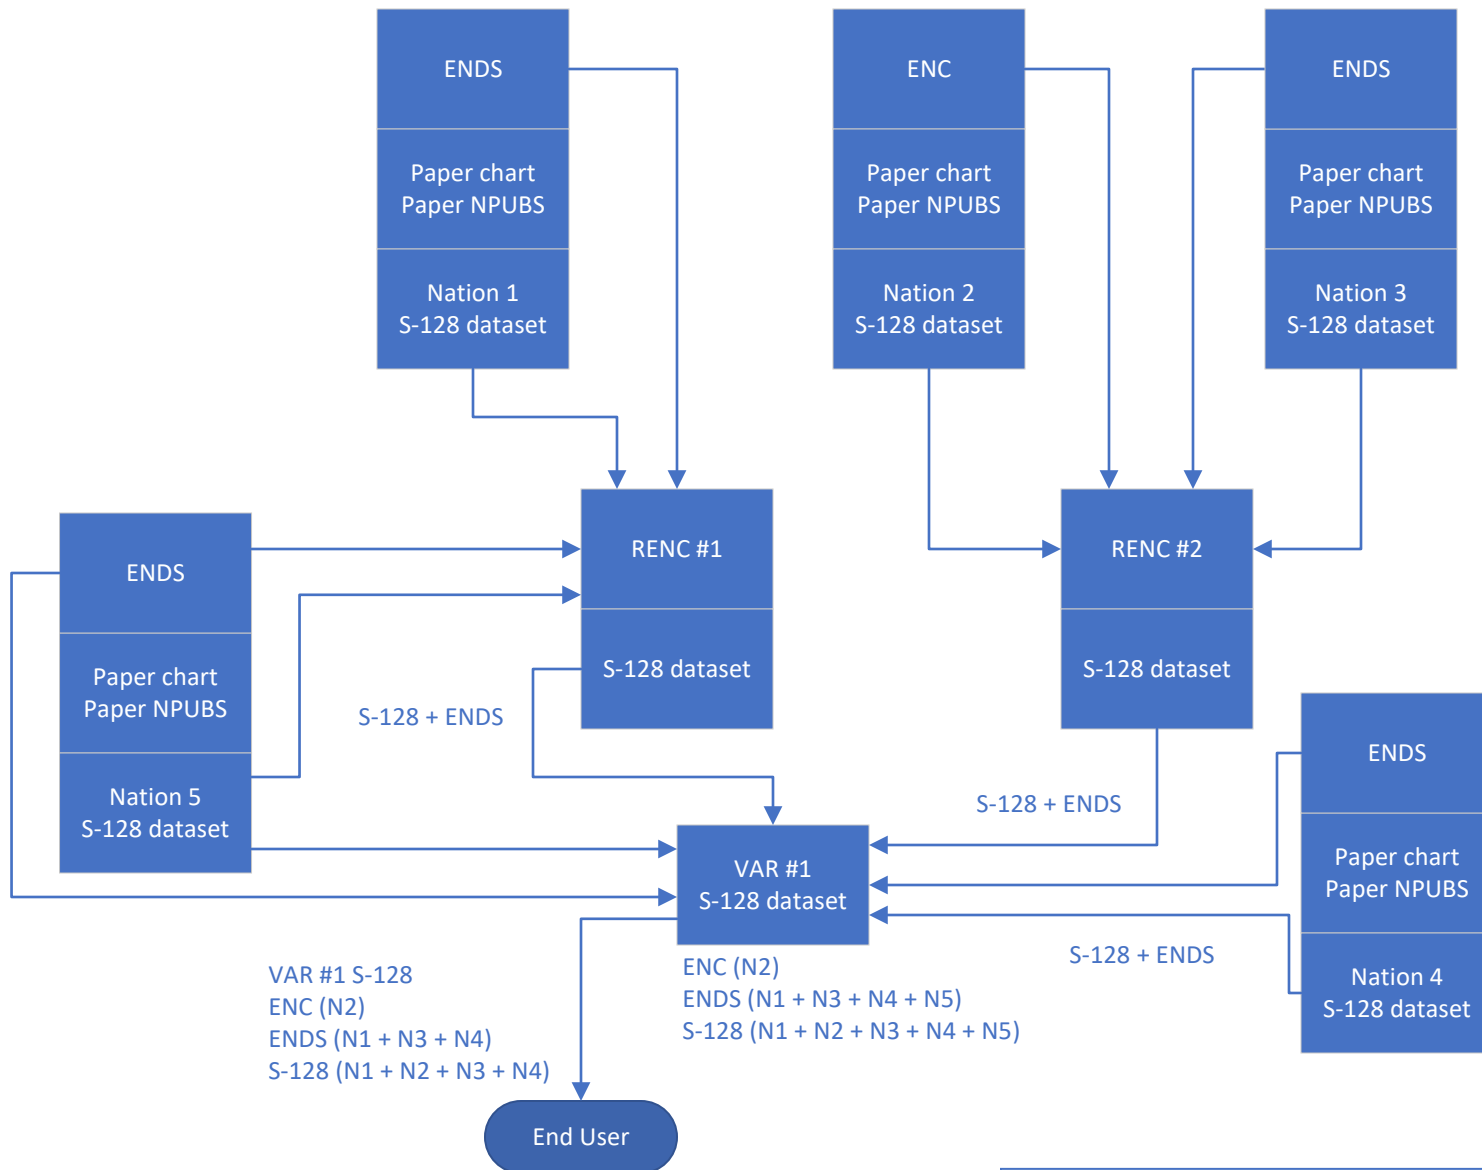 ENDS
Paper chart
Paper NPUBS
Nation 1
S-128 dataset
ENC
Paper chart
Paper NPUBS
Nation 2
S-128 dataset
ENDS
Paper chart
Paper NPUBS
Nation 3
S-128 dataset
RENC #1
S-128 dataset
RENC #2
S-128 dataset
ENDS
Paper chart
Paper NPUBS
Nation 5
S-128 dataset
S-128 + ENDS
S-128 + ENDS
ENDS
Paper chart
Paper NPUBS
Nation 4
S-128 dataset
VAR #1
S-128 dataset
S-128 + ENDS
VAR #1 S-128
ENC (N2)
ENDS (N1 + N3 + N4)
S-128 (N1 + N2 + N3 + N4)
ENC (N2)
ENDS (N1 + N3 + N4 + N5)
S-128 (N1 + N2 + N3 + N4 + N5)
End User